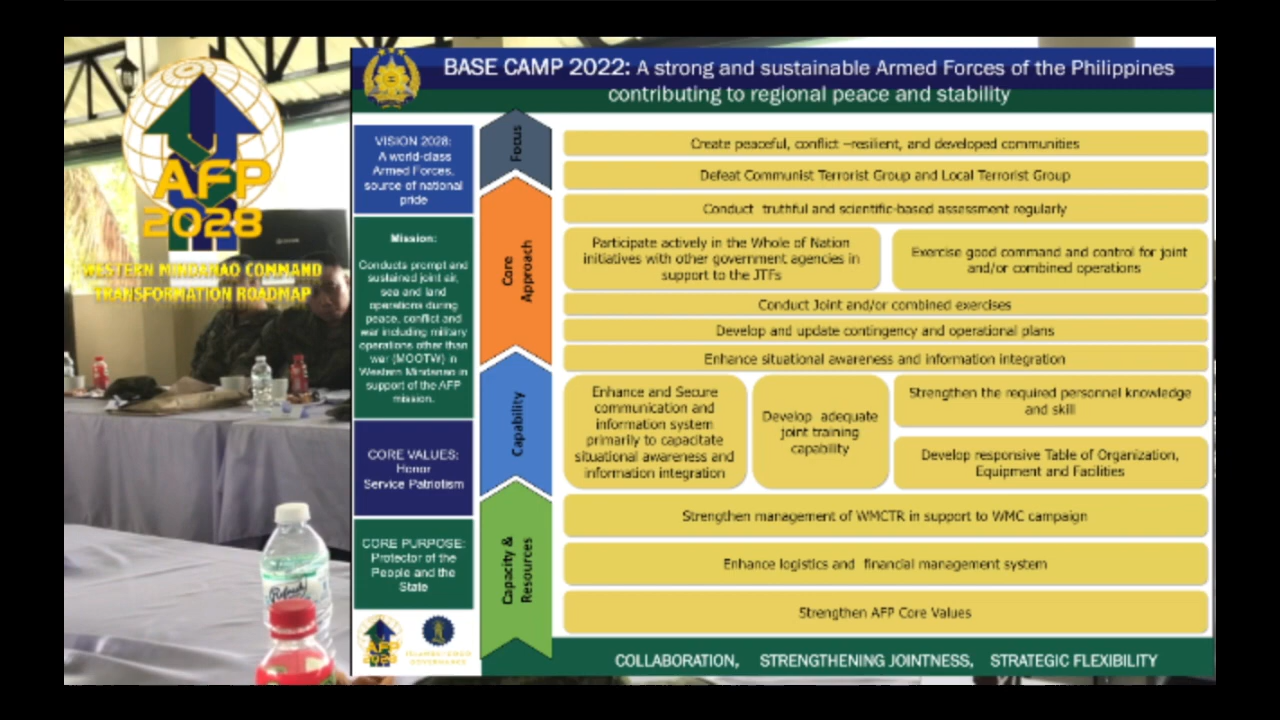 AFP
2028
WESTERN MINDANAO COMMAND
TRANSFORMATION ROADMAP
BASE CAMP 2022: A strong and sustainable Armed Forces of the Philippines
contributing to regional peace and stability
VISION 2028:
A world-class
Armed Forces,
source of national
pride
Mission:
Conducts prompt and
sustained joint air,
sea and land
operations during
peace, conflict and
war including military
operations other than
war (MOOTW) in
Western Mindanao in
support of the AFP
mission.
CORE VALUES:
Honor
Service Patriotism
CORE PURPOSE:
Protector of the
People and the
State
AFP
2028
Focus
Core
Approach
Capability
Capacity &
Resources
Create peaceful, conflict –resilient, and developed communities
Defeat Communist Terrorist Group and Local Terrorist Group
Conduct truthful and scientific-based assessment regularly
Participate actively in the Whole of Nation
initiatives with other government agencies in
support to the JTFs
Exercise good command and control for joint
and/or combined operations
Conduct Joint and/or combined exercises
Develop and update contingency and operational plans
Enhance situational awareness and information integration
Enhance and Secure
communication and
information system
primarily to capacitate
situational awareness and
information integration
Develop adequate
joint training
capability
Strengthen the required personnel knowledge
and skill
Develop responsive Table of Organization,
Equipment and Facilities
Strengthen management of WMCTR in support to WMC campaign
Enhance logistics and financial management system
Strengthen AFP Core Values
COLLABORATION, STRENGTHENING JOINTNESS, STRATEGIC FLEXIBILITY
Refresh